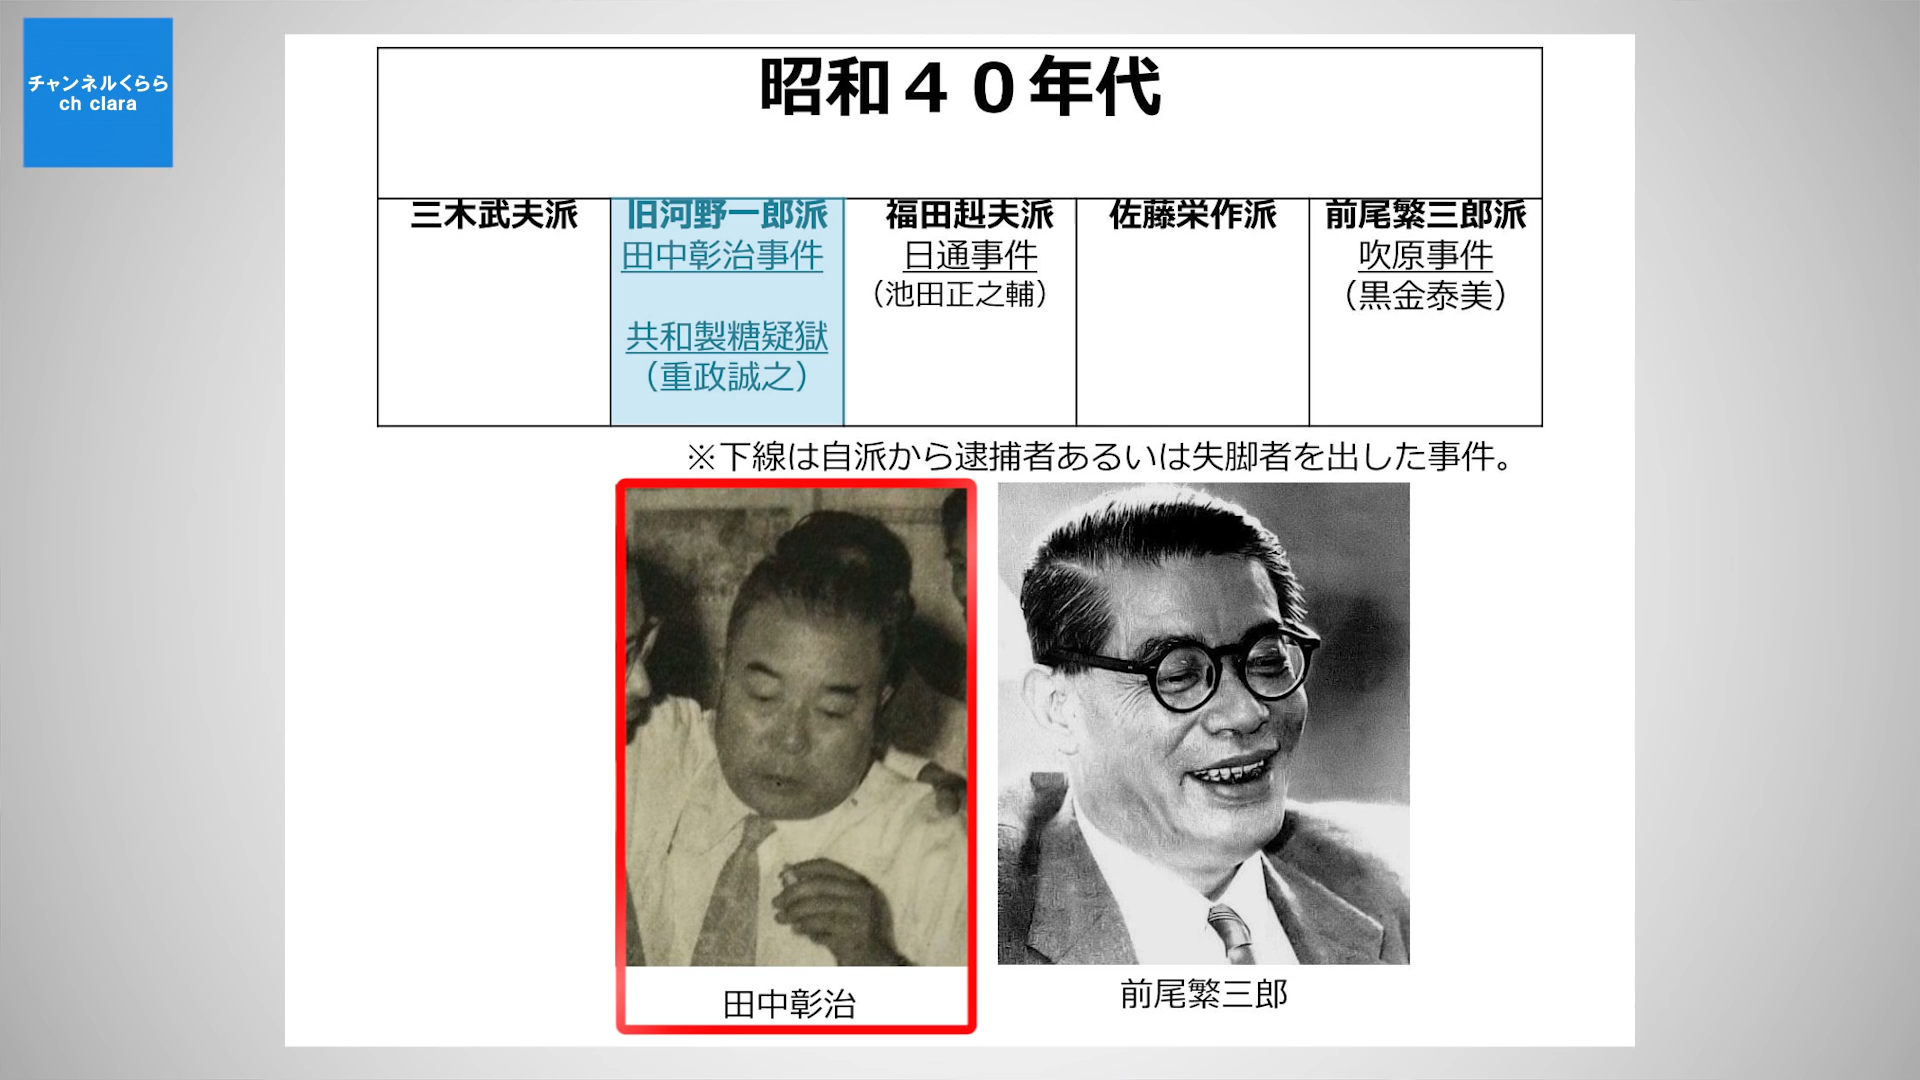 チャンネルくらら
ch clara
昭和４０年代
三木武夫派
旧河野一郎派
田中彰治事件
共和製糖疑獄
（重政誠之）
福田赳夫派
日通事件
（池田正之輔）
佐藤栄作派
前尾繁三郎派
吹原事件
（黒金泰美）
※下線は自派から逮捕者あるいは失脚者を出した事件。
田中彰治
前尾繁三郎